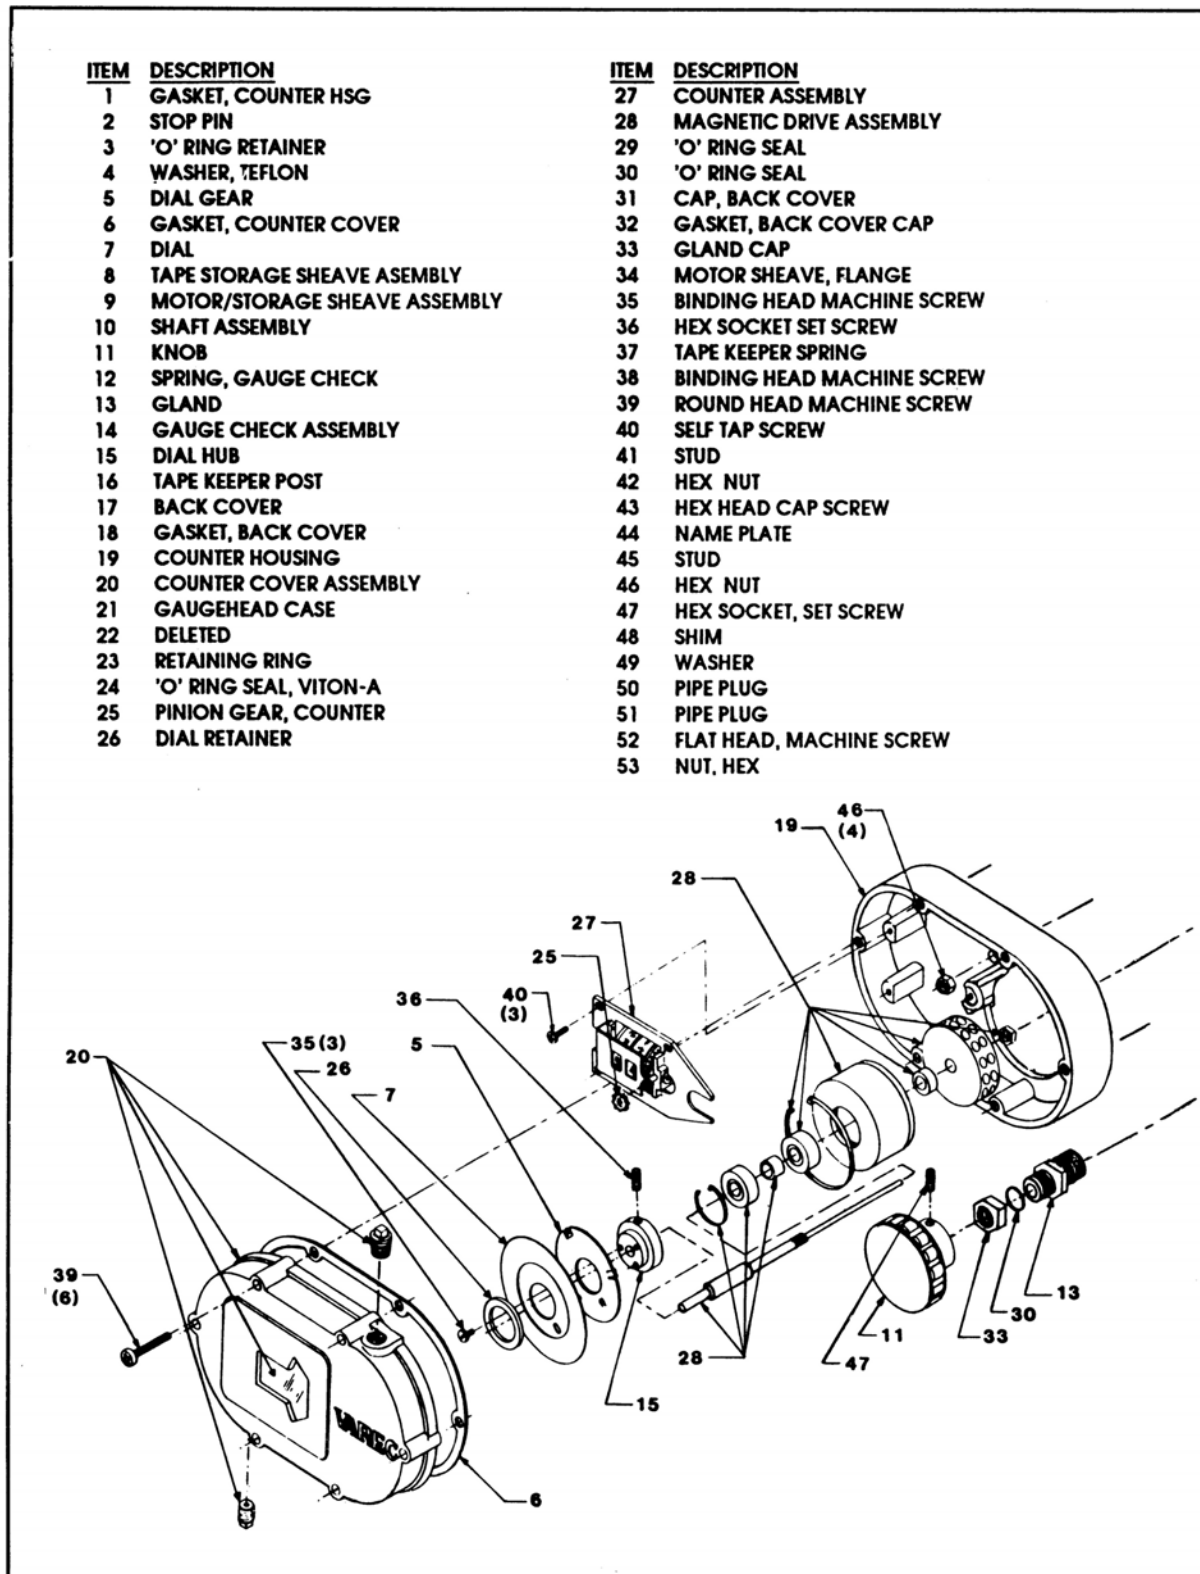 ITEM DESCRIPTION
1 GASKET, COUNTER HSG
2 STOP PIN
3 'O' RING RETAINER
4 WASHER, TEFLON
5 DIAL GEAR
6 GASKET, COUNTER COVER
7 DIAL
8 TAPE STORAGE SHEAVE ASEMBLY
9 MOTOR/STORAGE SHEAVE ASSEMBLY
10 SHAFT ASSEMBLY
11 KNOB
12 SPRING, GAUGE CHECK
13 GLAND
14 GAUGE CHECK ASSEMBLY
15 DIAL HUB
16 TAPE KEEPER POST
17 BACK COVER
18 GASKET, BACK COVER
19 COUNTER HOUSING
20 COUNTER COVER ASSEMBLY
21 GAUGEHEAD CASE
22 DELETED
23 RETAINING RING
24 'O' RING SEAL, VITON-A
25 PINION GEAR, COUNTER
26 DIAL RETAINER
ITEM DESCRIPTION
27 COUNTER ASSEMBLY
28 MAGNETIC DRIVE ASSEMBLY
29 'O' RING SEAL
30 'O' RING SEAL
31 CAP, BACK COVER
32 GASKET, BACK COVER CAP
33 GLAND CAP
34 MOTOR SHEAVE, FLANGE
35 BINDING HEAD MACHINE SCREW
36 HEX SOCKET SET SCREW
37 TAPE KEEPER SPRING
38 BINDING HEAD MACHINE SCREW
39 ROUND HEAD MACHINE SCREW
40 SELF TAP SCREW
41 STUD
42 HEX NUT
43 HEX HEAD CAP SCREW
44 NAME PLATE
45 STUD
46 HEX NUT
47 HEX SOCKET, SET SCREW
48 SHIM
49 WASHER
50 PIPE PLUG
51 PIPE PLUG
52 FLAT HEAD, MACHINE SCREW
53 NUT, HEX
46
(4)
19
28
27
25
40
(3)
36
35(3)
5
20
26
7
39
(6)
13
30
11
33
28
47
15
VAREC
6